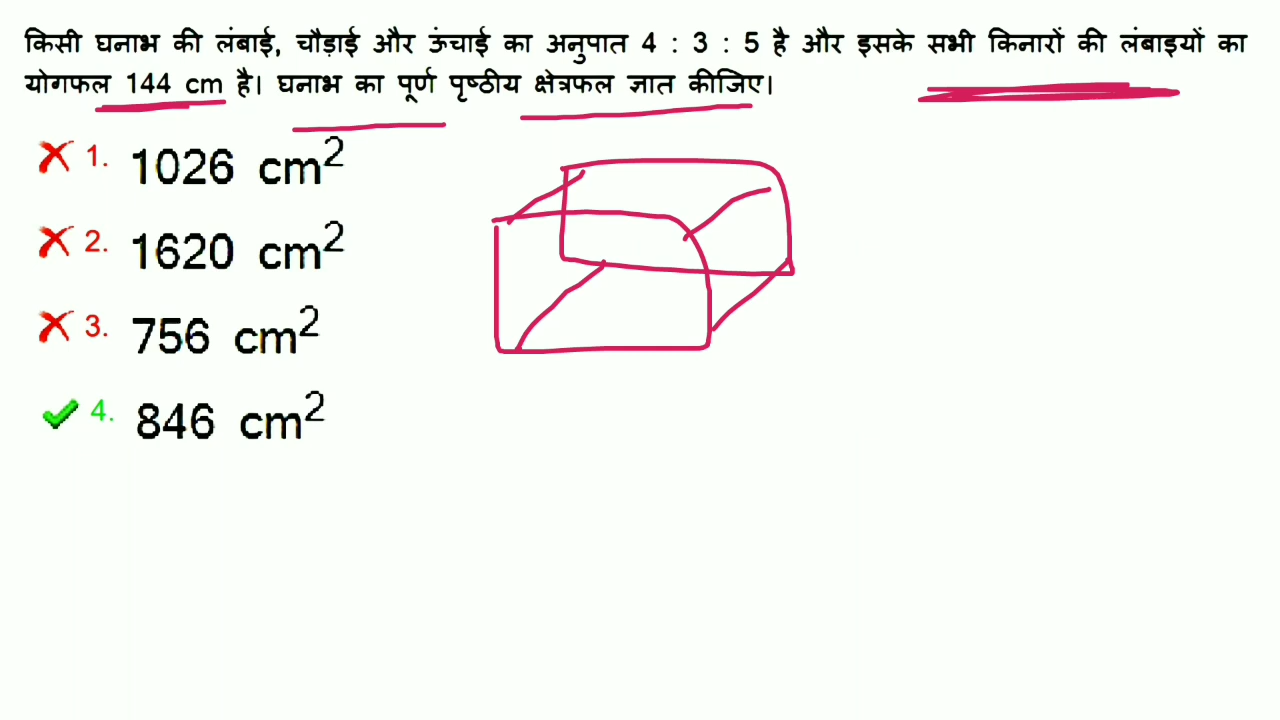 किसी घनाभ की लंबाई, चौड़ाई और ऊंचाई का अनुपात 4 : 3 : 5 है और इसके सभी किनारों की लंबाइयों का
योगफल 144 cm है। घनाभ का पूर्ण पृष्ठीय क्षेत्रफल ज्ञात कीजिए।
1. 1026 cm²
2. 1620 cm²
3. 756 cm²
4. 846 cm²